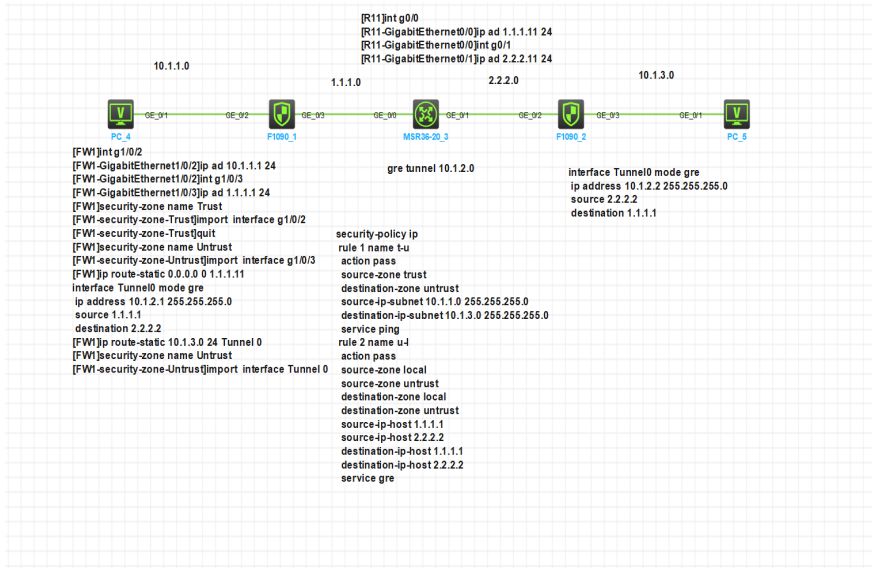 [R11]int g0/0
[R11-GigabitEthernet0/0]ip ad 1.1.1.11 24
[R11-GigabitEthernet0/0]int g0/1
[R11-GigabitEthernet0/1]ip ad 2.2.2.11 24
10.1.1.0
1.1.1.0
2.2.2.0
10.1.3.0
GE_0/1
GE_0/2
GE_0/3
GE_0/0
GE_0/1
GE_0/2
GE_0/3
GE_0/1
PC_4
F1090_1
MSR36-20_3
F1090_2
PC_5
[FW1]int g1/0/2
[FW1-GigabitEthernet1/0/2]ip ad 10.1.1.1 24
[FW1-GigabitEthernet1/0/2]int g1/0/3
[FW1-GigabitEthernet1/0/3]ip ad 1.1.1.1 24
[FW1]security-zone name Trust
[FW1-security-zone-Trust]import interface g1/0/2
[FW1-security-zone-Trust]quit
[FW1]security-zone name Untrust
[FW1-security-zone-Untrust]import interface g1/0/3
[FW1]ip route-static 0.0.0.0 0 1.1.1.11
interface Tunnel0 mode gre
ip address 10.1.2.1 255.255.255.0
source 1.1.1.1
destination 2.2.2.2
[FW1]ip route-static 10.1.3.0 24 Tunnel 0
[FW1]security-zone name Untrust
[FW1-security-zone-Untrust]import interface Tunnel 0
gre tunnel 10.1.2.0
security-policy ip
rule 1 name t-u
action pass
source-zone trust
destination-zone untrust
source-ip-subnet 10.1.1.0 255.255.255.0
destination-ip-subnet 10.1.3.0 255.255.255.0
service ping
rule 2 name u-l
action pass
source-zone local
source-zone untrust
destination-zone local
destination-zone untrust
source-ip-host 1.1.1.1
source-ip-host 2.2.2.2
destination-ip-host 1.1.1.1
destination-ip-host 2.2.2.2
service gre
interface Tunnel0 mode gre
ip address 10.1.2.2 255.255.255.0
source 2.2.2.2
destination 1.1.1.1